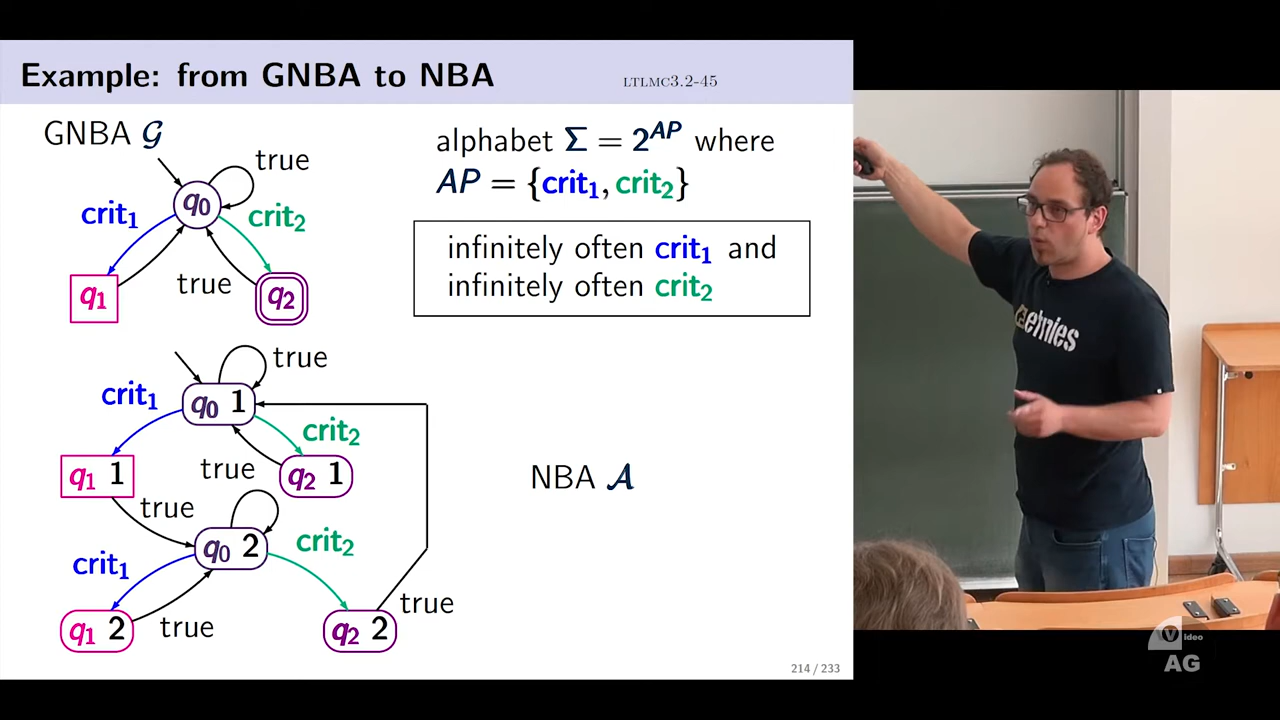 Example: from GNBA to NBA
LTLMC3.2-45
GNBA 𝒢
true
q₀
crit₁
crit₂
true
q₁
q₂
alphabet Σ = 2^AP where
AP = {crit₁, crit₂}
infinitely often crit₁ and
infinitely often crit₂
true
q₀ 1
crit₁
crit₂
true
q₁ 1
q₂ 1
true
q₀ 2
crit₂
crit₁
true
true
q₁ 2
q₂ 2
NBA 𝒜
214 / 233
etnies
Video
AG